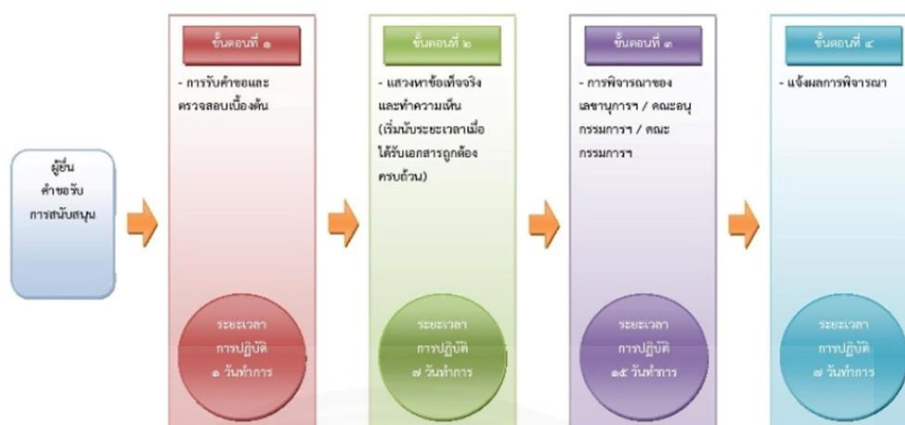 ผู้ยื่น
คำขอรับ
การสนับสนุน
ขั้นตอนที่ ๑
- การรับคำขอและ
ตรวจสอบเบื้องต้น
ระยะเวลา
การปฏิบัติ
๑ วันทำการ
ขั้นตอนที่ ๒
- แสวงหาข้อเท็จจริง
และทำความเห็น
(เริ่มนับระยะเวลาเมื่อ
ได้รับเอกสารถูกต้อง
ครบถ้วน)
ระยะเวลา
การปฏิบัติ
๗ วันทำการ
ขั้นตอนที่ ๓
- การพิจารณาของ
เลขานุการฯ / คณะอนุ
กรรมการฯ / คณะ
กรรมการฯ
ระยะเวลา
การปฏิบัติ
๑๕ วันทำการ
ขั้นตอนที่ ๔
- แจ้งผลการพิจารณา
ระยะเวลา
การปฏิบัติ
๗ วันทำการ